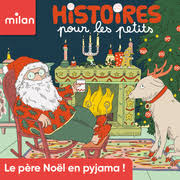 milan
HISTOIRES
pour les petits
Le père Noël en pyjama !